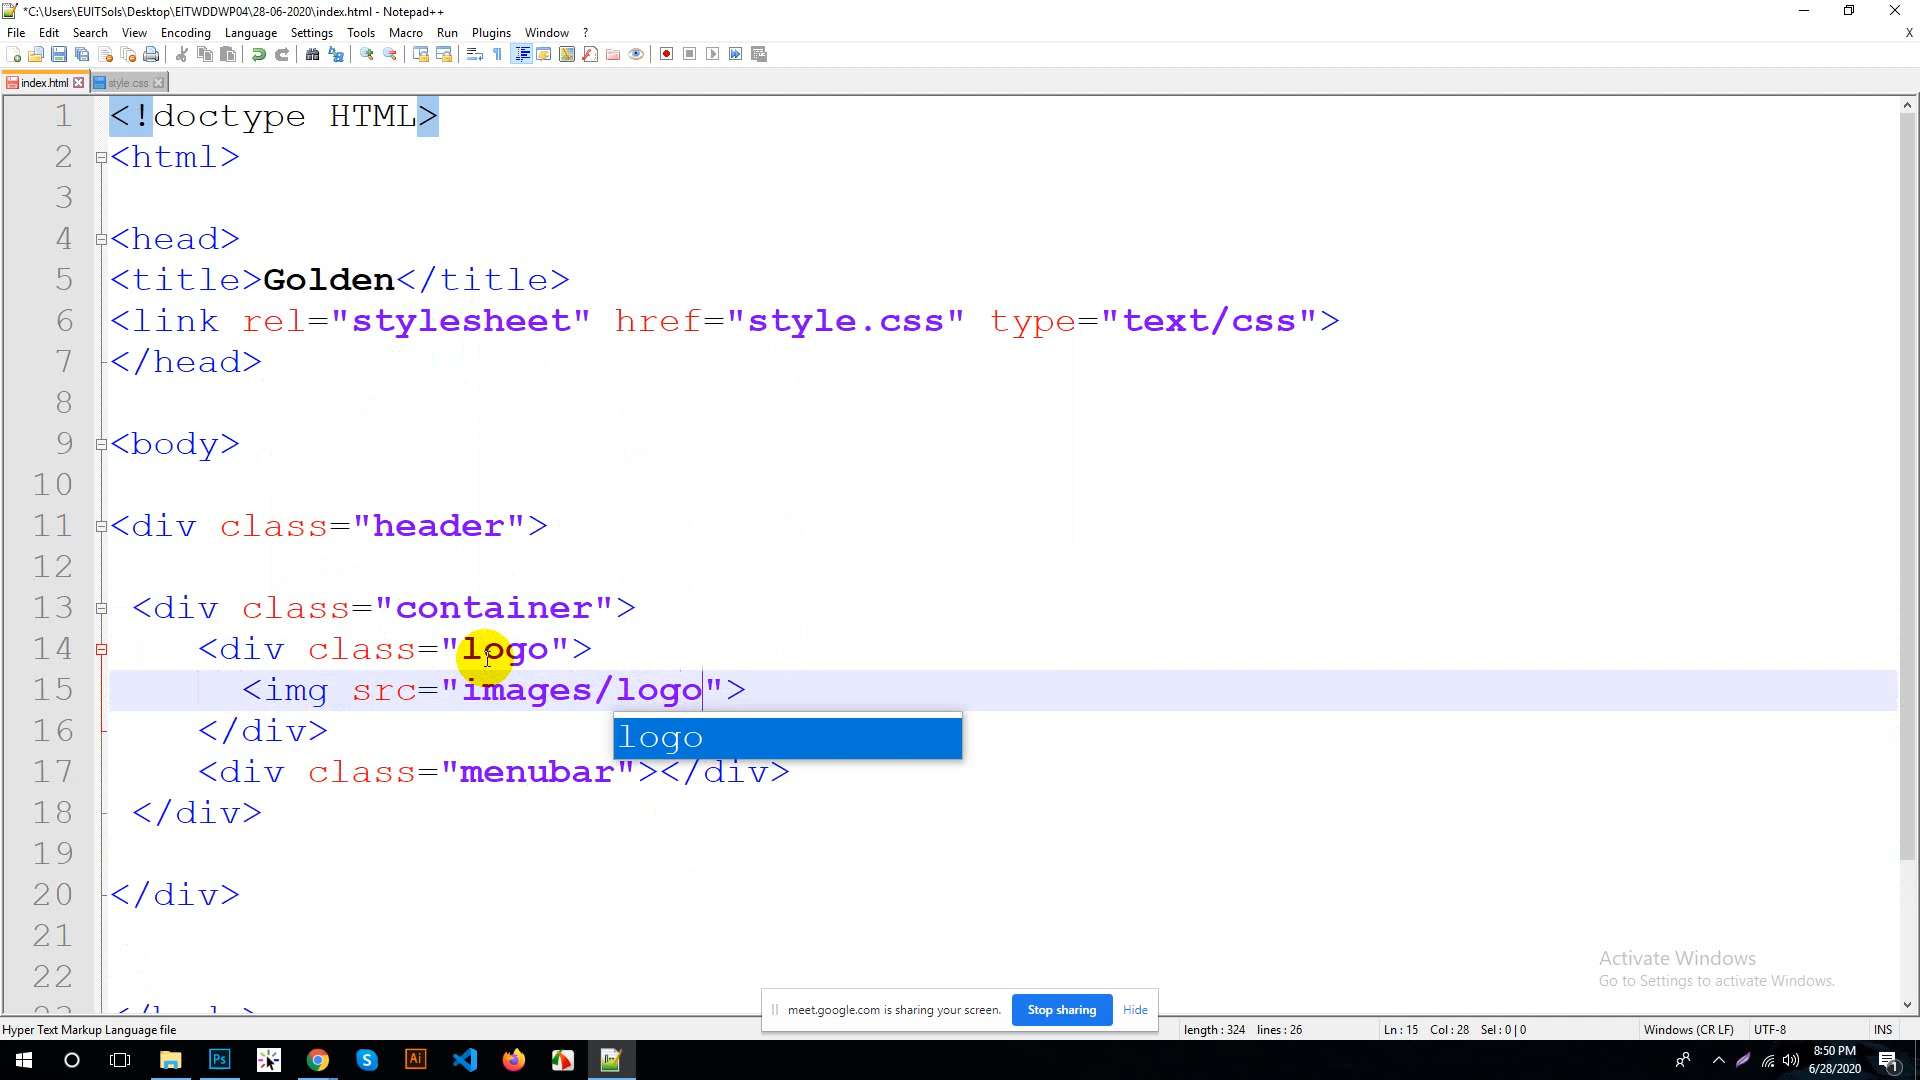 *C:\Users\EUITSols\Desktop\EITWDDWP04\28-06-2020\index.html - Notepad++
File Edit Search View Encoding Language Settings Tools Macro Run Plugins Window ? X
index.html style.css
1 <!doctype HTML>
2 <html>
3
4 <head>
5 <title>Golden</title>
6 <link rel="stylesheet" href="style.css" type="text/css">
7 </head>
8
9 <body>
10
11 <div class="header">
12
13 <div class="container">
14 <div class="logo">
15 <img src="images/logo">
logo
16 </div>
17 <div class="menubar"></div>
18 </div>
19
20 </div>
21
22
Activate Windows
Go to Settings to activate Windows.
meet.google.com is sharing your screen. Stop sharing Hide
Hyper Text Markup Language file length : 324 lines : 26 Ln : 15 Col : 28 Sel : 0 | 0 Windows (CR LF) UTF-8 INS
8:50 PM
6/28/2020